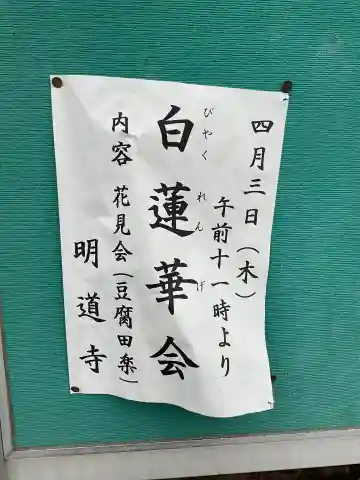 四月三日（木）
午前十一時より
びやくれんげ
白蓮華会
内容 花見会（豆腐田楽）
明道寺